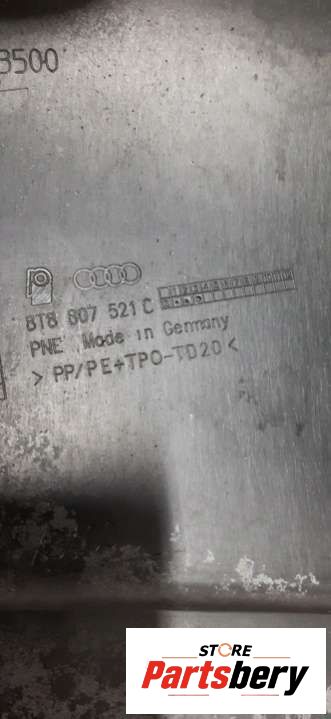 3500
8T8 807 521 C
PNE Made in Germany
> PP/PE+TPO-TD20 <
STORE
Partsbery